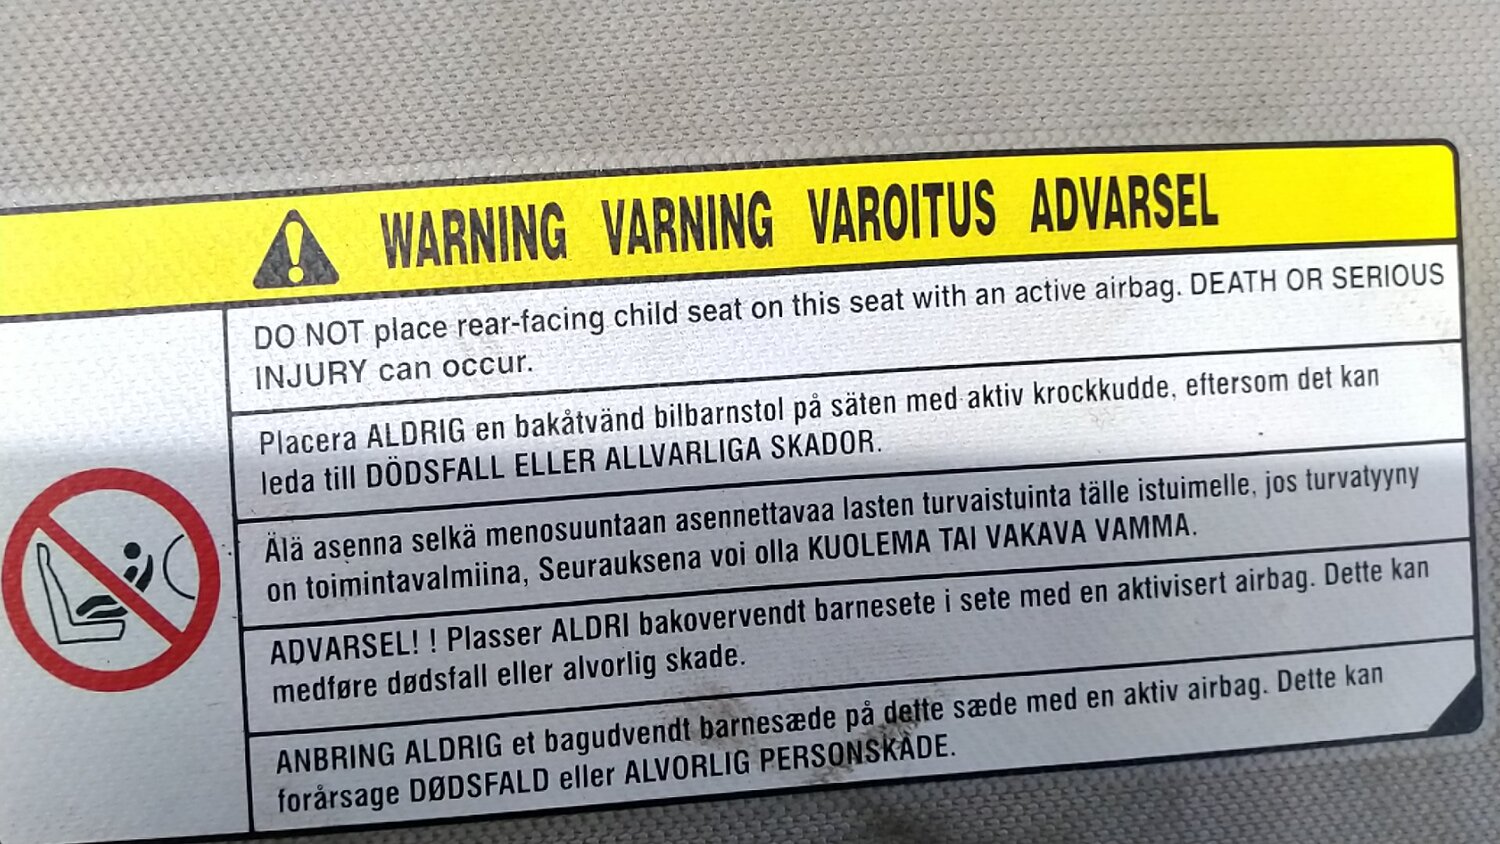 WARNING VARNING VAROITUS ADVARSEL
DO NOT place rear-facing child seat on this seat with an active airbag. DEATH OR SERIOUS
INJURY can occur.
Placera ALDRIG en bakåtvänd bilbarnstol på säten med aktiv krockkudde, eftersom det kan
leda till DÖDSFALL ELLER ALLVARLIGA SKADOR.
Älä asenna selkä menosuuntaan asennettavaa lasten turvaistuinta tälle istuimelle, jos turvatyyny
on toimintavalmiina, Seurauksena voi olla KUOLEMA TAI VAKAVA VAMMA.
ADVARSEL! ! Plasser ALDRI bakovervendt barnesete i sete med en aktivisert airbag. Dette kan
medføre dødsfall eller alvorlig skade.
ANBRING ALDRIG et bagudvendt barnesæde på dette sæde med en aktiv airbag. Dette kan
forårsage DØDSFALD eller ALVORLIG PERSONSKADE.